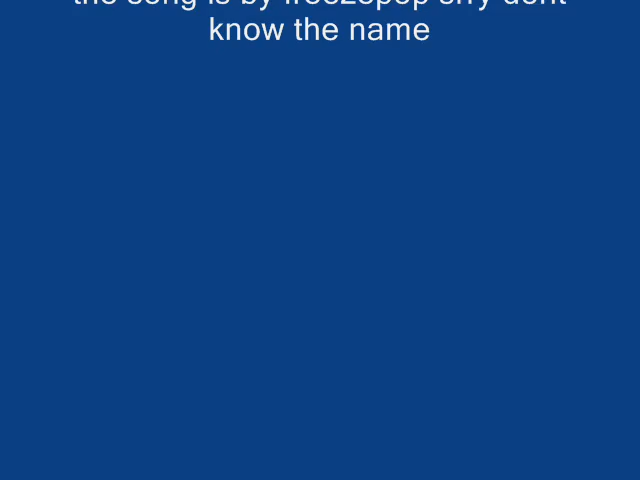 the song is by freezepop srry dont
know the name